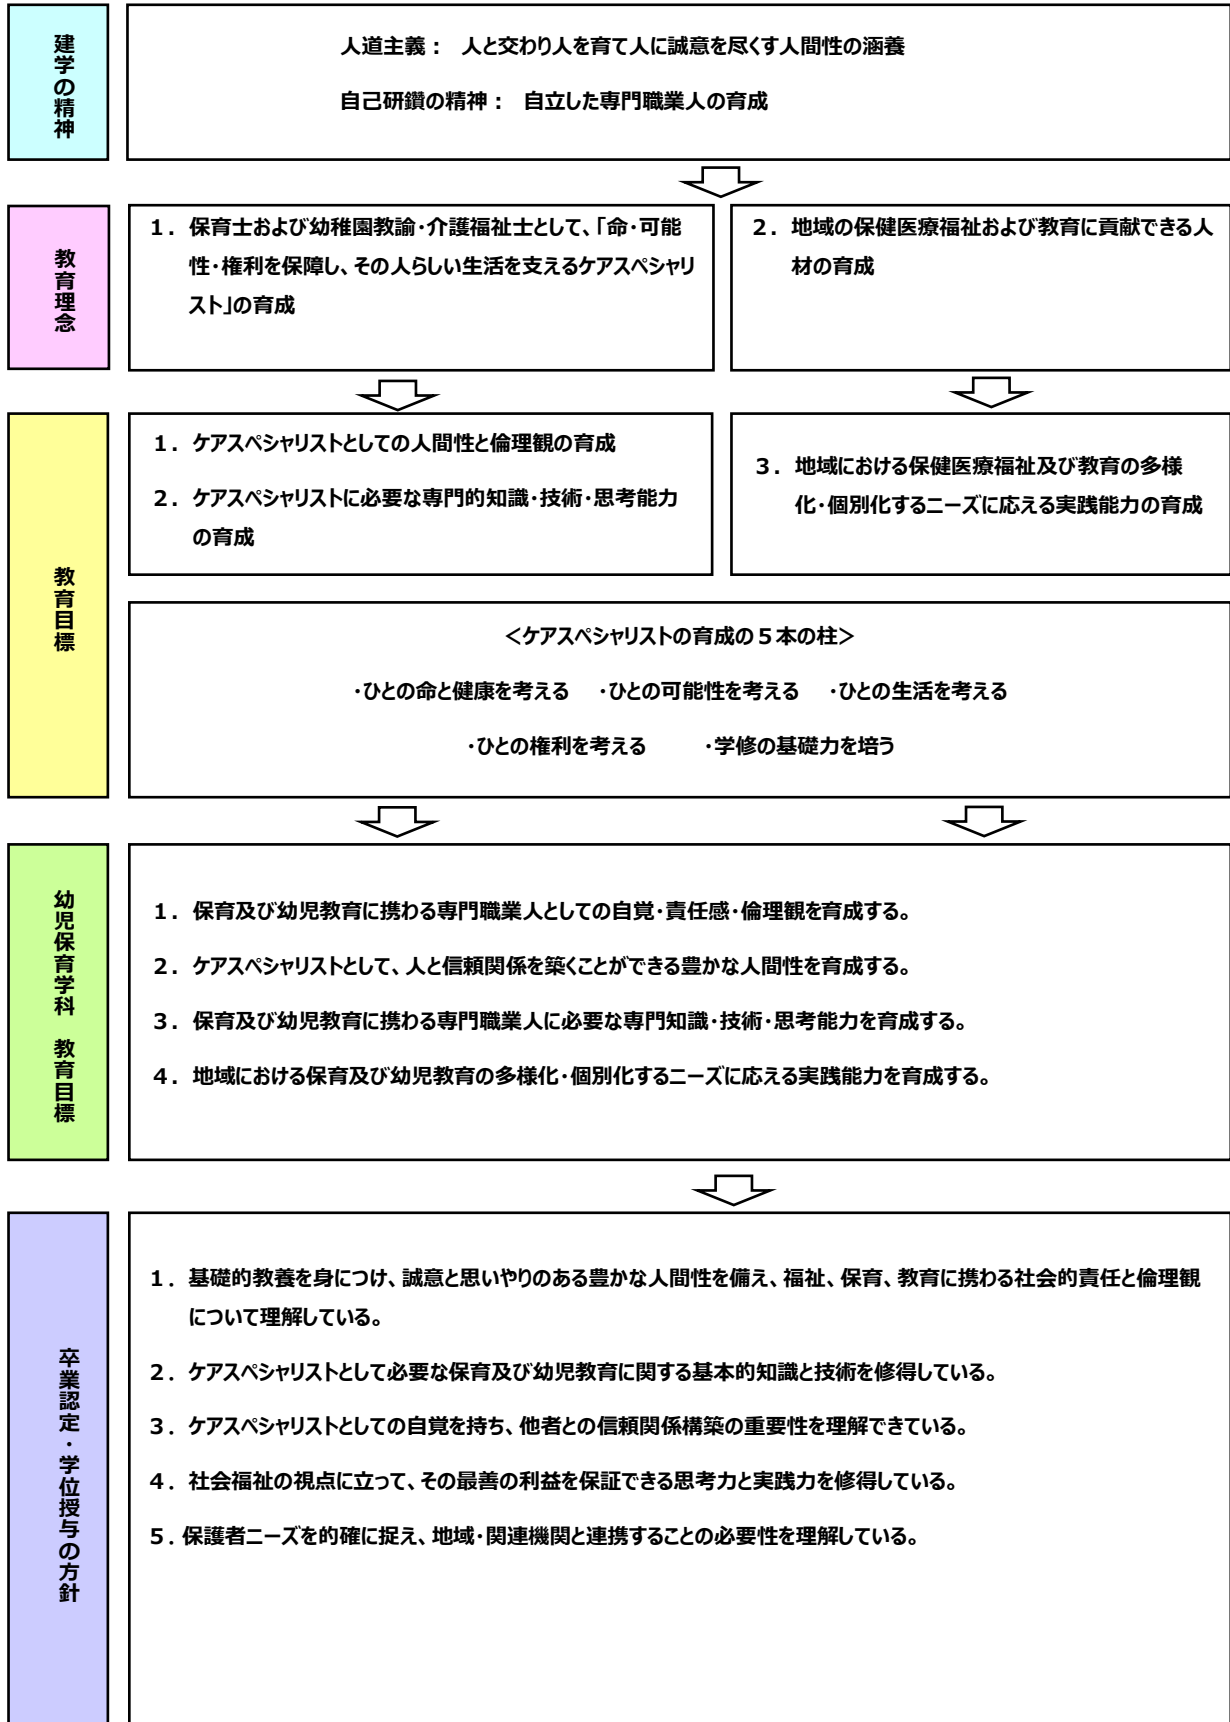 建学の精神
人道主義： 人と交わり人を育て人に誠意を尽くす人間性の涵養
自己研鑽の精神： 自立した専門職業人の育成
教育理念
１．保育士および幼稚園教諭・介護福祉士として、「命・可能
性・権利を保障し、その人らしい生活を支えるケアスペシャリ
スト」の育成
２．地域の保健医療福祉および教育に貢献できる人
材の育成
教育目標
１．ケアスペシャリストとしての人間性と倫理観の育成
２．ケアスペシャリストに必要な専門的知識・技術・思考能力
の育成
３．地域における保健医療福祉及び教育の多様
化・個別化するニーズに応える実践能力の育成
＜ケアスペシャリストの育成の５本の柱＞
・ひとの命と健康を考える ・ひとの可能性を考える ・ひとの生活を考える
・ひとの権利を考える ・学修の基礎力を培う
幼児保育学科 教育目標
１．保育及び幼児教育に携わる専門職業人としての自覚・責任感・倫理観を育成する。
２．ケアスペシャリストとして、人と信頼関係を築くことができる豊かな人間性を育成する。
３．保育及び幼児教育に携わる専門職業人に必要な専門知識・技術・思考能力を育成する。
４．地域における保育及び幼児教育の多様化・個別化するニーズに応える実践能力を育成する。
卒業認定・学位授与の方針
１．基礎的教養を身につけ、誠意と思いやりのある豊かな人間性を備え、福祉、保育、教育に携わる社会的責任と倫理観
について理解している。
２．ケアスペシャリストとして必要な保育及び幼児教育に関する基本的知識と技術を修得している。
３．ケアスペシャリストとしての自覚を持ち、他者との信頼関係構築の重要性を理解できている。
４．社会福祉の視点に立って、その最善の利益を保証できる思考力と実践力を修得している。
５．保護者ニーズを的確に捉え、地域・関連機関と連携することの必要性を理解している。